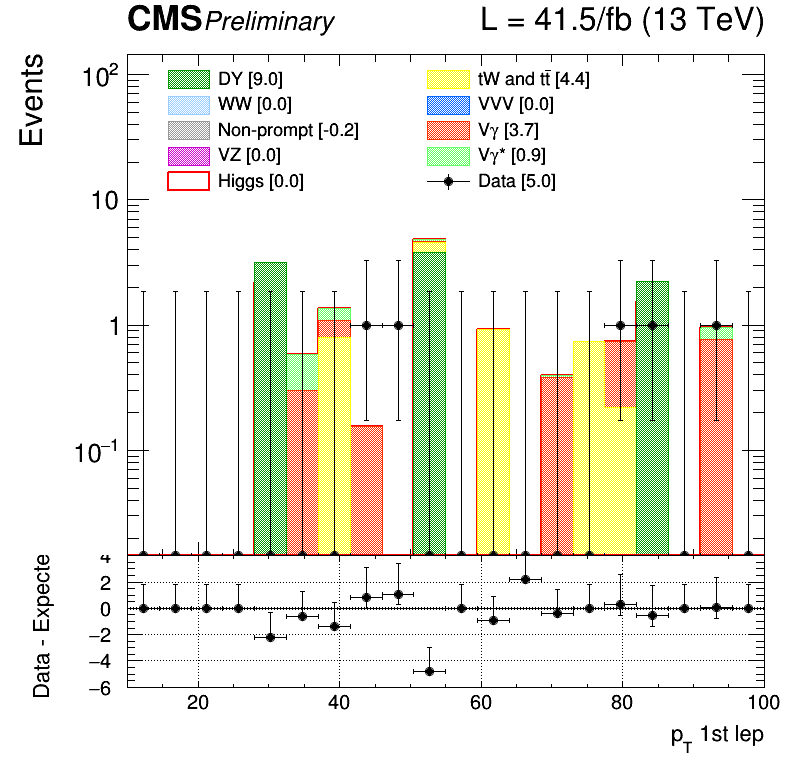 CMS Preliminary L = 41.5/fb (13 TeV)
Events
10²
10
1
10⁻¹
DY [9.0]
WW [0.0]
Non-prompt [-0.2]
VZ [0.0]
Higgs [0.0]
tW and tt̄ [4.4]
VVV [0.0]
Vγ [3.7]
Vγ* [0.9]
Data [5.0]
Data - Expecte
4
2
0
−2
−4
−6
20 40 60 80 100
p_T 1st lep